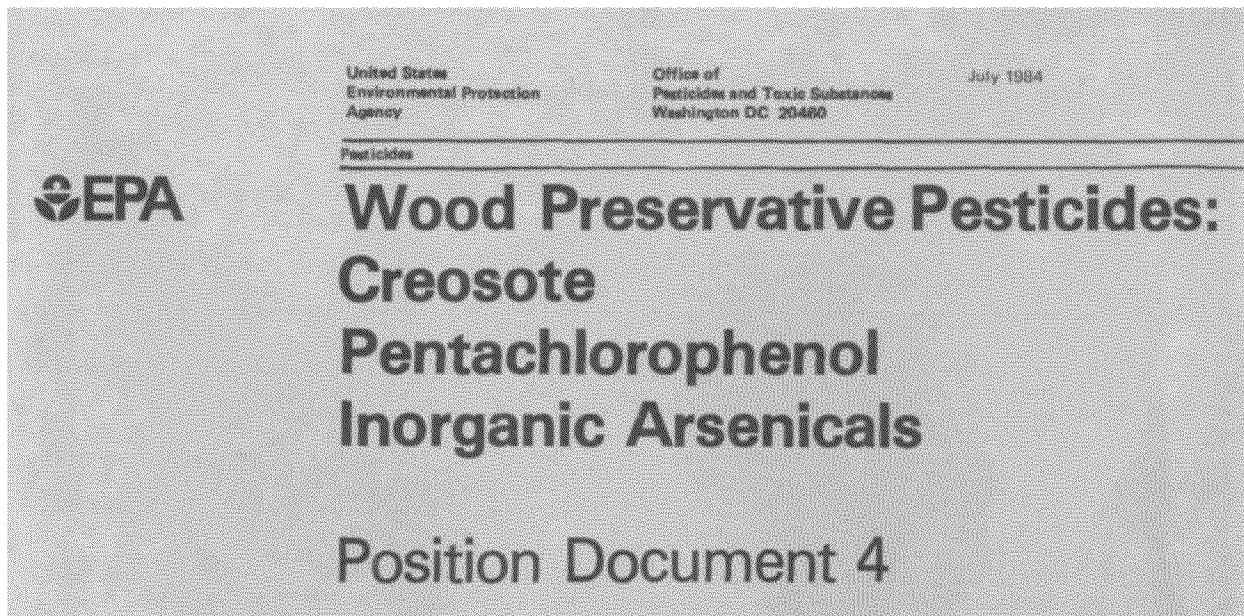 United States
Environmental Protection
Agency
Office of
Pesticides and Toxic Substances
Washington DC 20460
July 1984
Pesticides
EPA
Wood Preservative Pesticides:
Creosote
Pentachlorophenol
Inorganic Arsenicals
Position Document 4